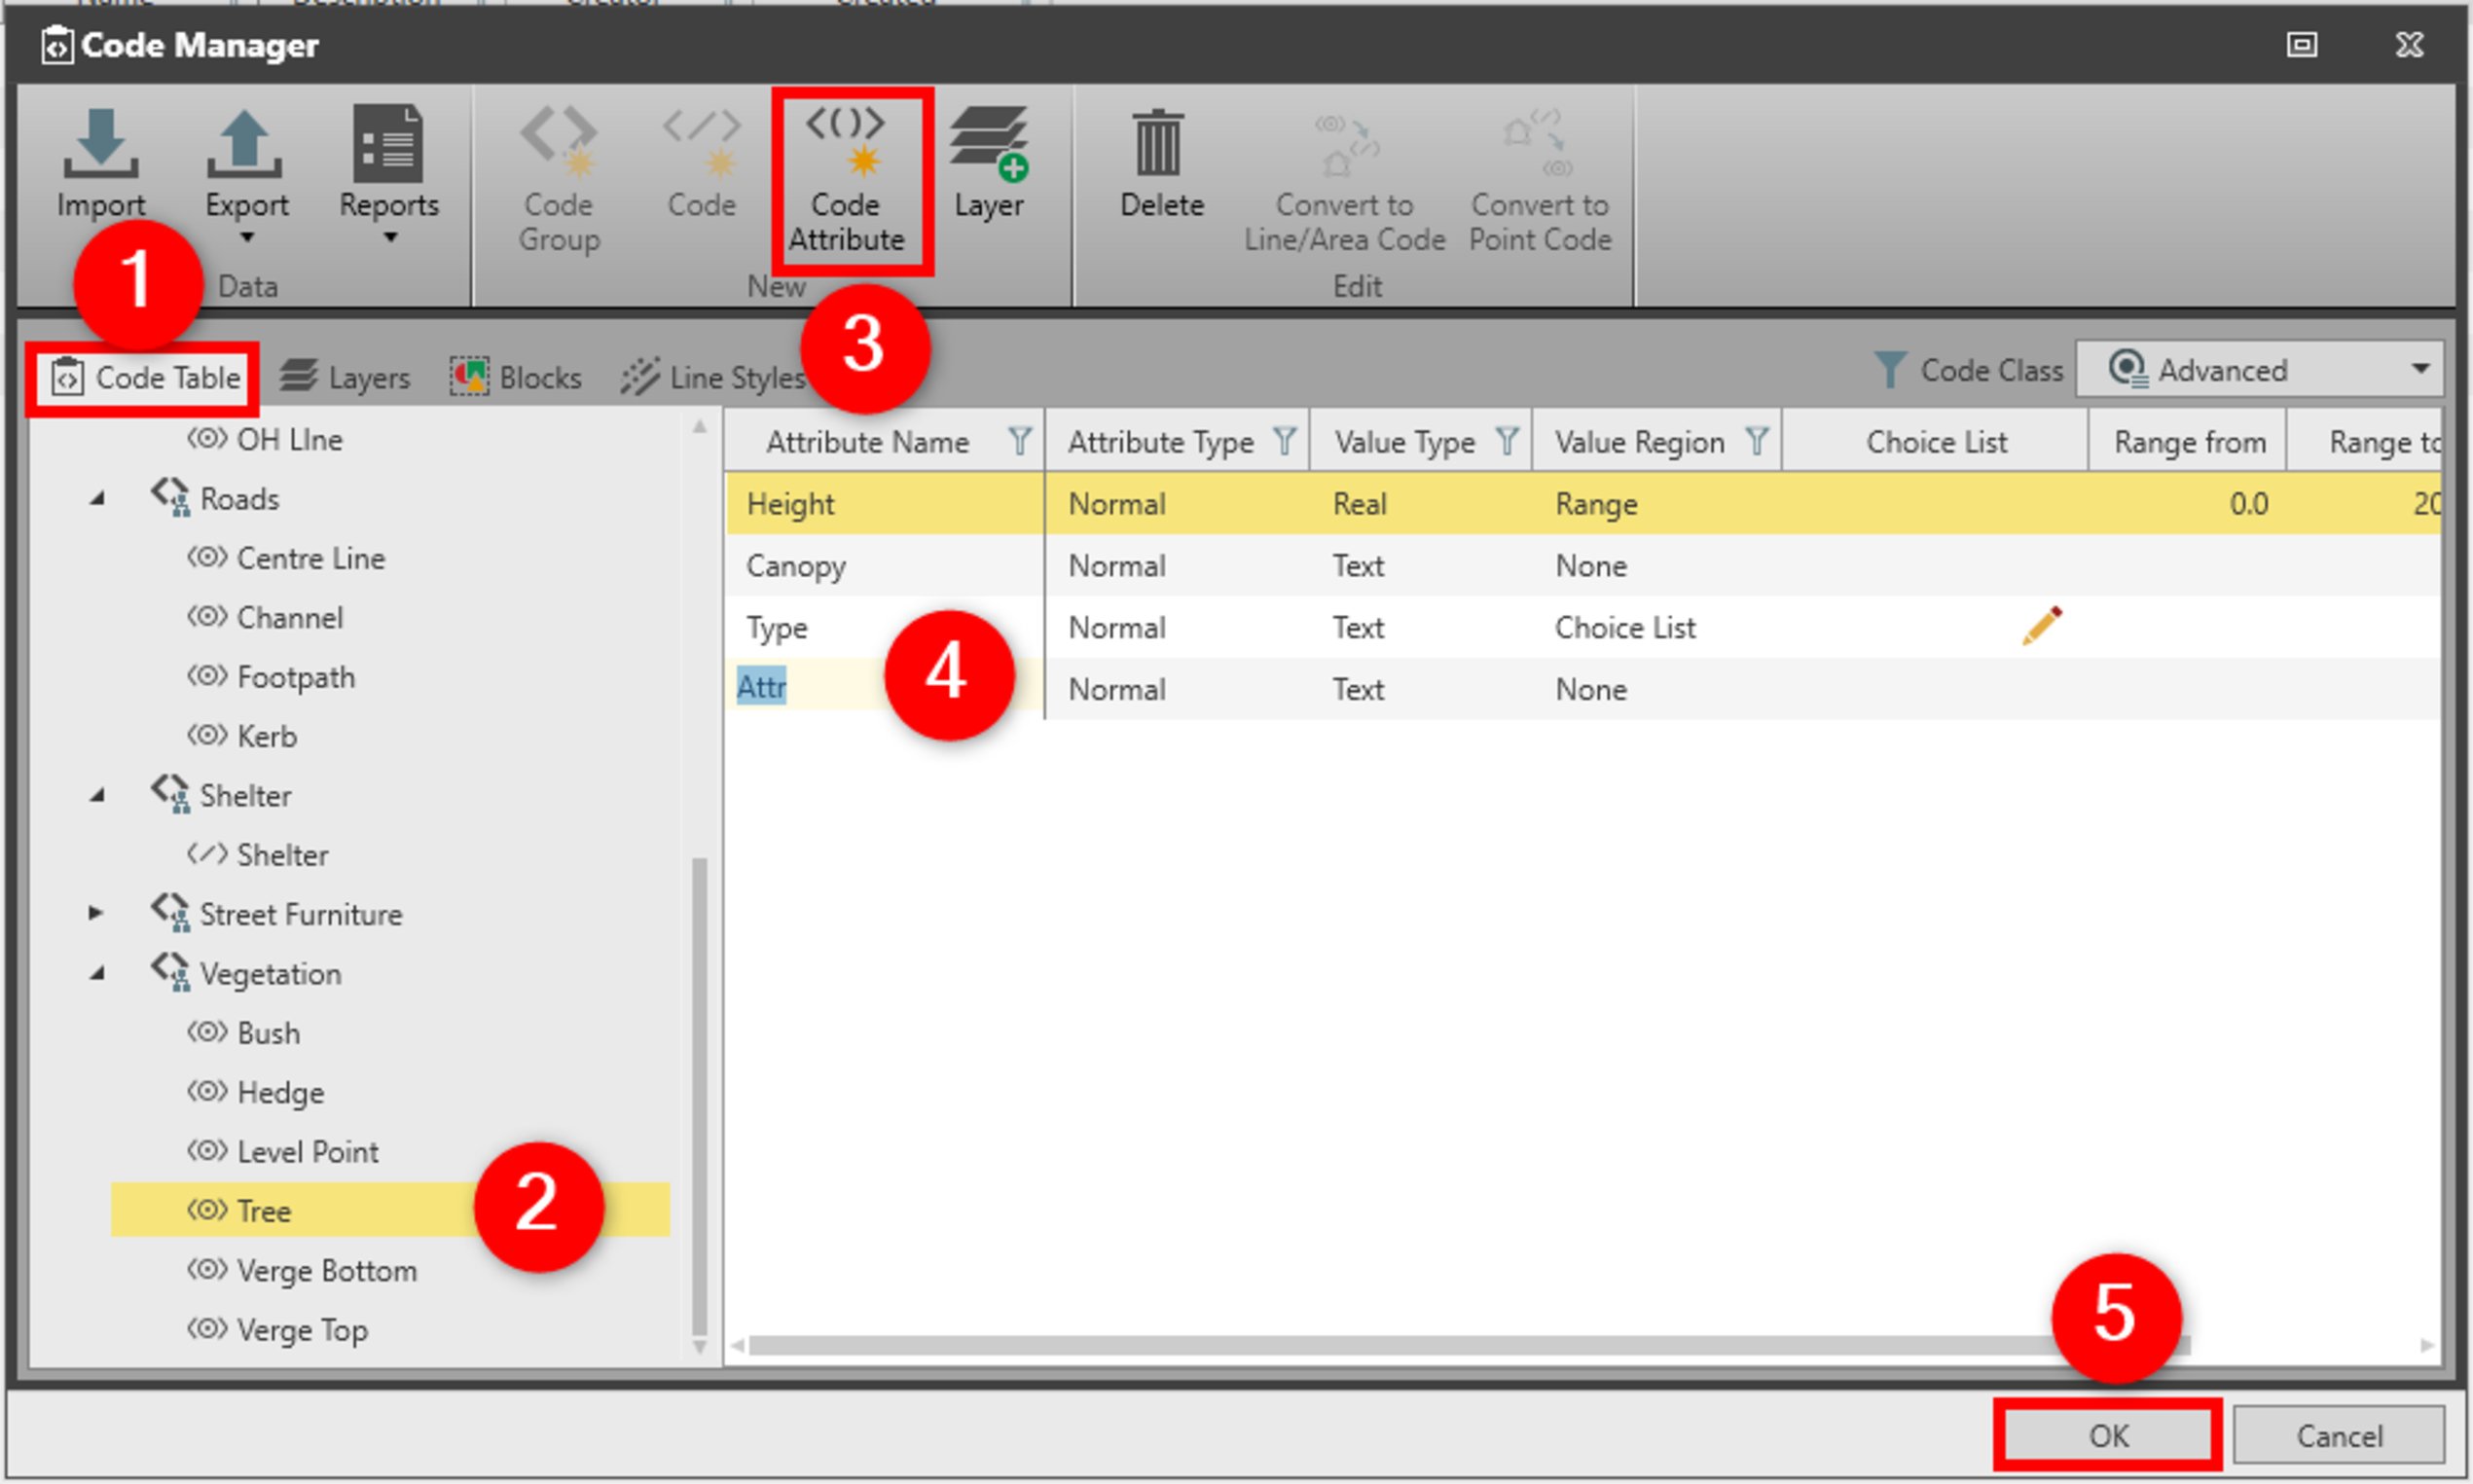 Code Manager
Import
Export
Reports
Code
Group
Code
Code
Attribute
Layer
Delete
Convert to
Line/Area Code
Convert to
Point Code
1
Data
New
Edit
3
Code Table
Layers
Blocks
Line Styles
Code Class
Advanced
OH LIne
Roads
Centre Line
Channel
Footpath
Kerb
Shelter
Shelter
Street Furniture
Vegetation
Bush
Hedge
Level Point
Tree
2
Verge Bottom
Verge Top
Attribute Name Attribute Type Value Type Value Region Choice List Range from Range to
Height Normal Real Range 0.0 20
Canopy Normal Text None
Type Normal Text Choice List
4
Attr Normal Text None
5
OK
Cancel